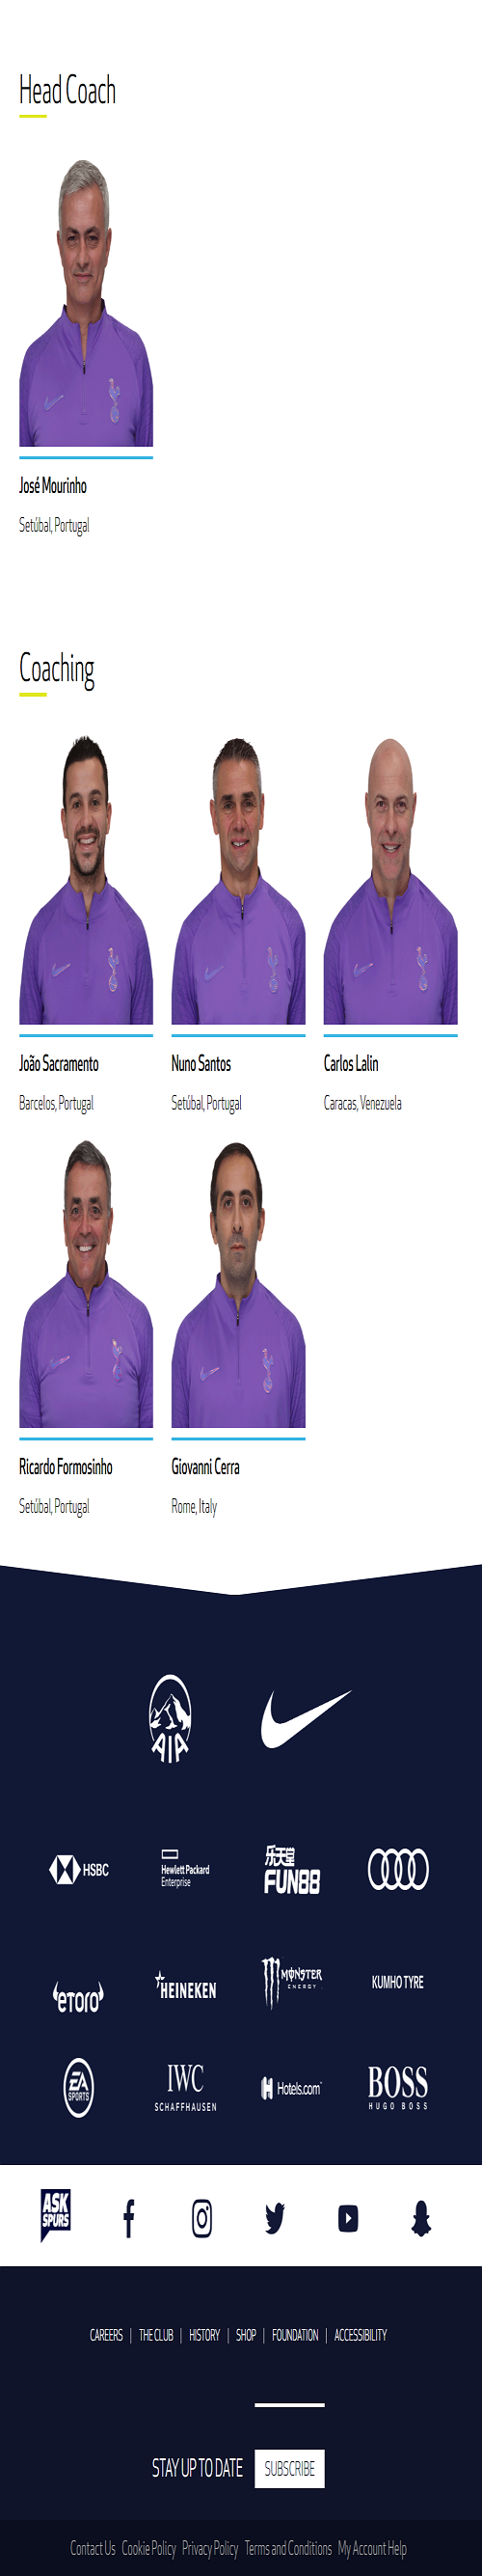 Head Coach
José Mourinho
Setúbal, Portugal
Coaching
João Sacramento
Nuno Santos
Carlos Lalin
Barcelos, Portugal
Setúbal, Portugal
Caracas, Venezuela
Ricardo Formosinho
Giovanni Cerra
Setúbal, Portugal
Rome, Italy
AIA
HSBC
Hewlett Packard
Enterprise
乐天堂
FUN88
eToro
HEINEKEN
MONSTER
ENERGY
KUMHO TYRE
EA
SPORTS
IWC
SCHAFFHAUSEN
H Hotels.com
BOSS
HUGO BOSS
ASK
SPURS
CAREERS | THE CLUB | HISTORY | SHOP | FOUNDATION | ACCESSIBILITY
STAY UP TO DATE SUBSCRIBE
Contact Us Cookie Policy Privacy Policy Terms and Conditions My Account Help